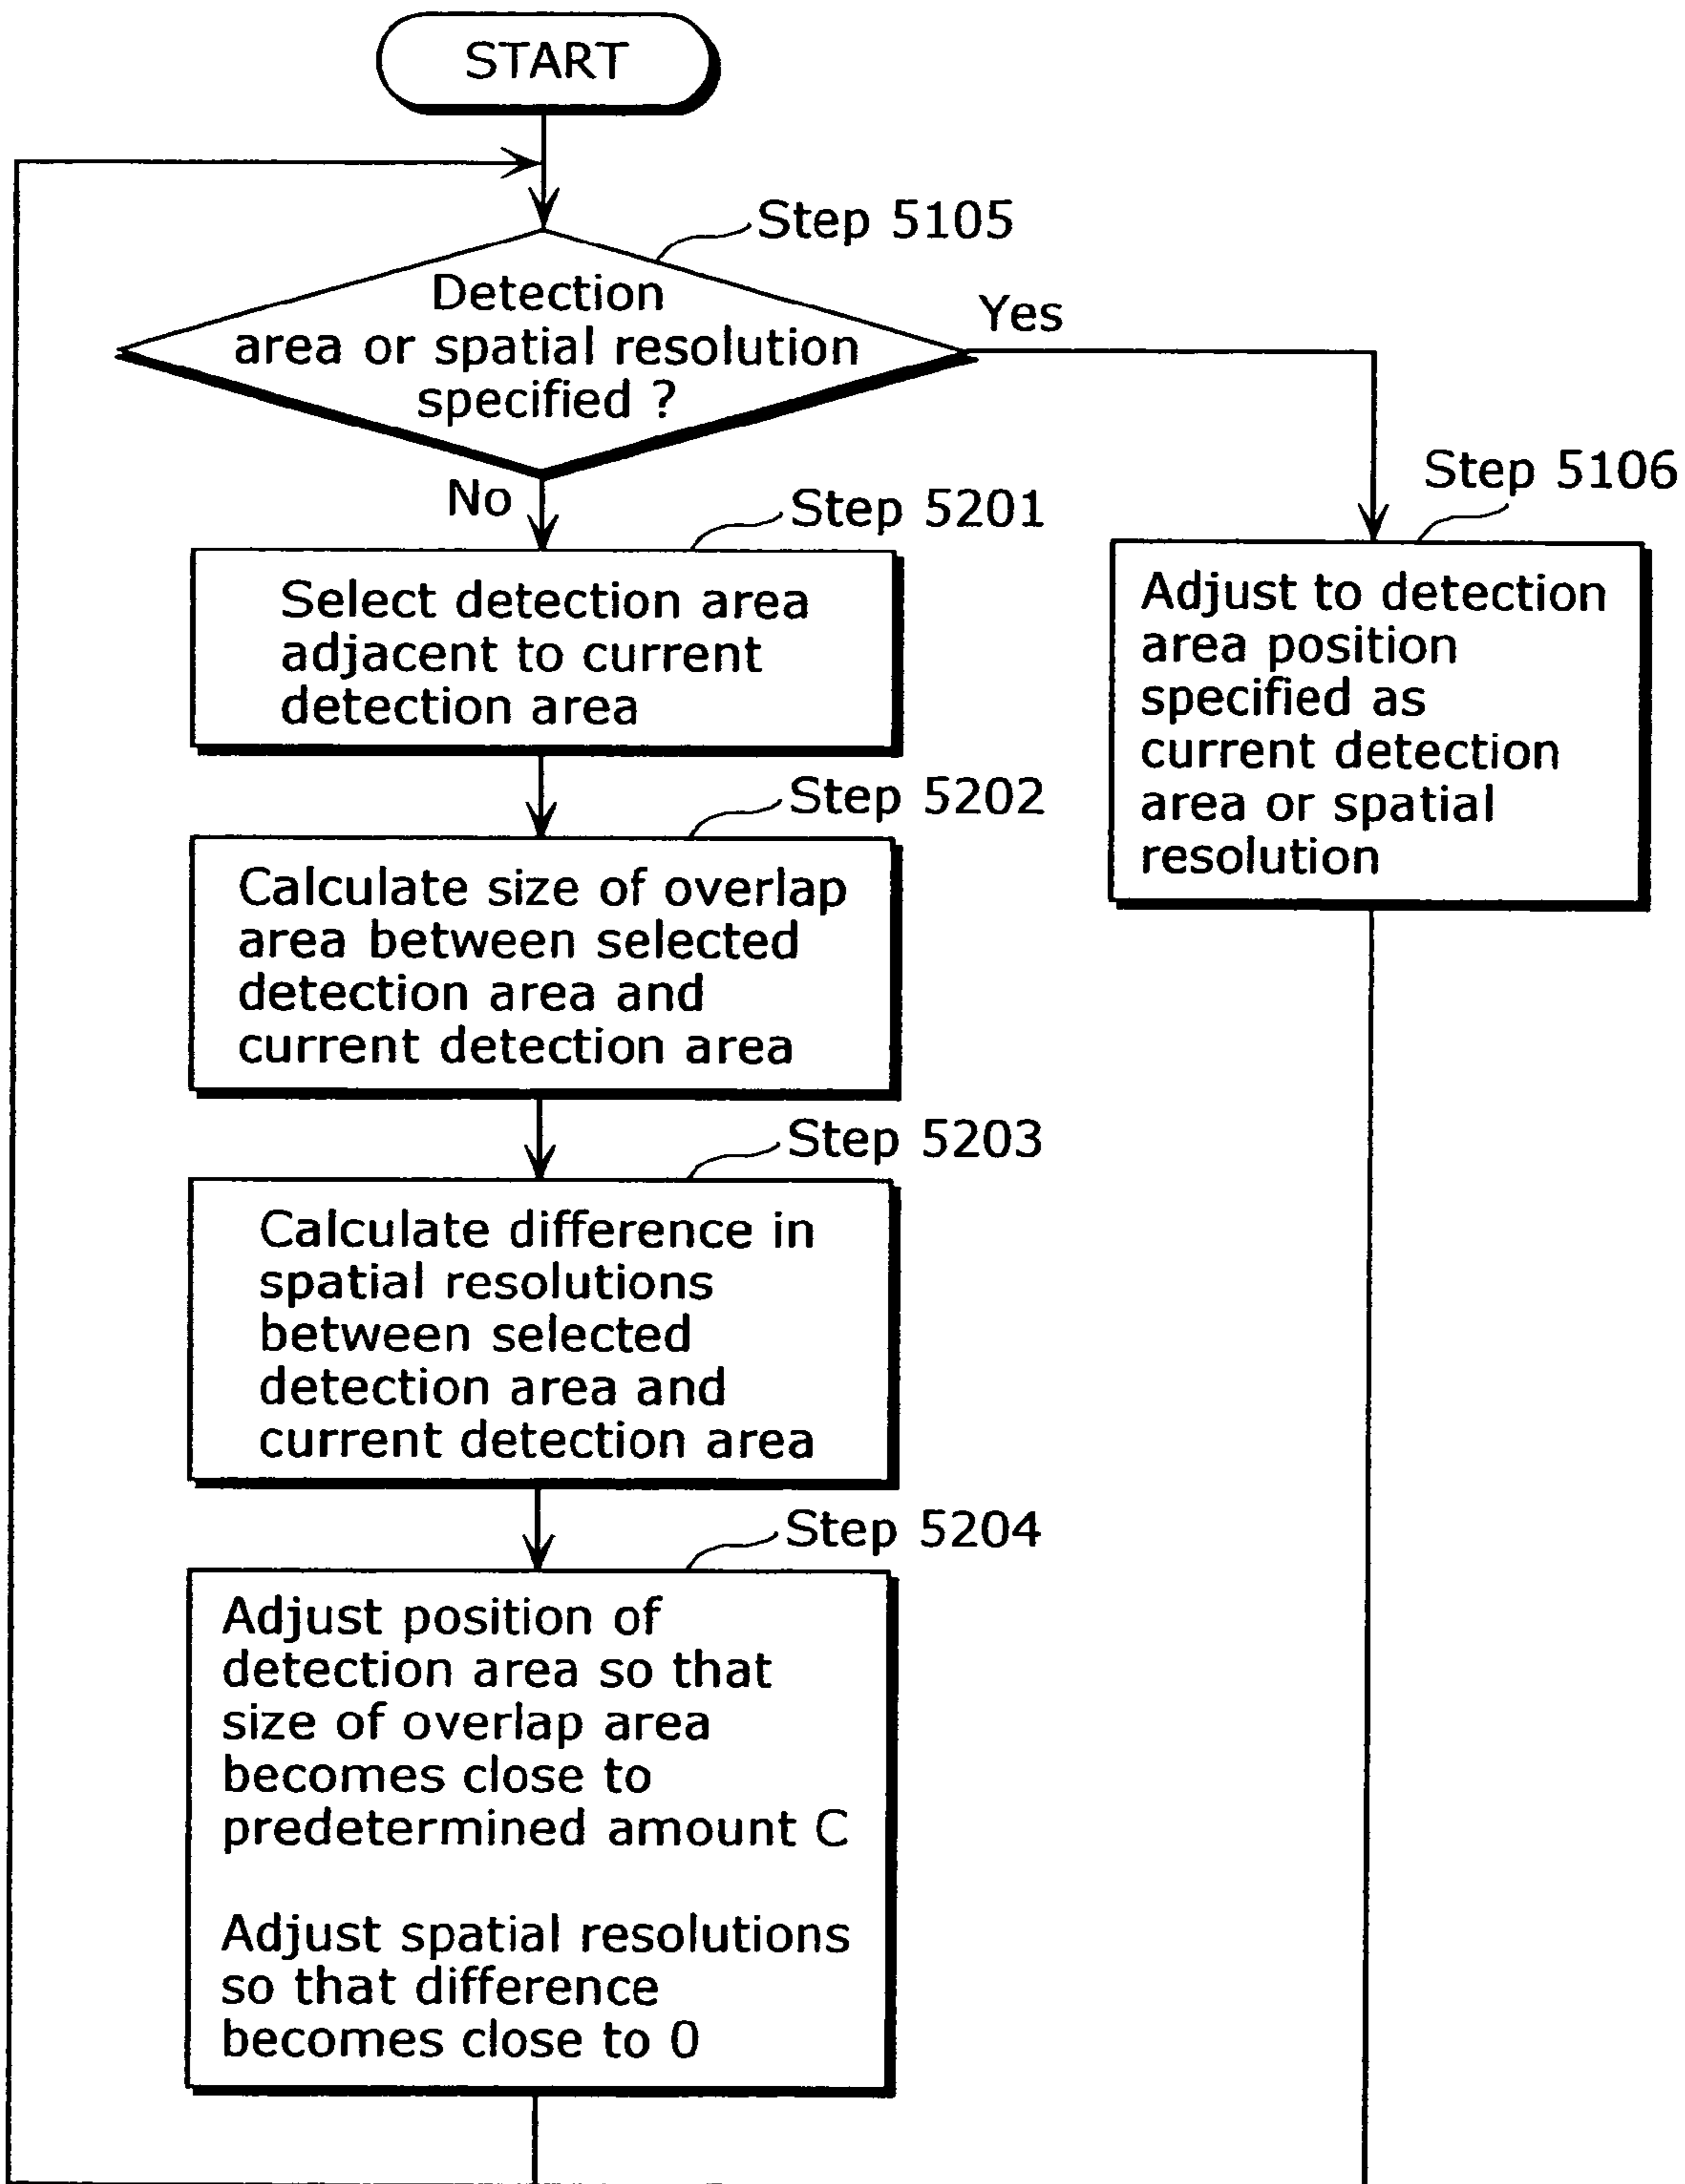 START
Step 5105
Detection
area or spatial resolution
specified ?
Yes
No
Step 5201
Select detection area
adjacent to current
detection area
Step 5106
Adjust to detection
area position
specified as
current detection
area or spatial
resolution
Step 5202
Calculate size of overlap
area between selected
detection area and
current detection area
Step 5203
Calculate difference in
spatial resolutions
between selected
detection area and
current detection area
Step 5204
Adjust position of
detection area so that
size of overlap area
becomes close to
predetermined amount C
Adjust spatial resolutions
so that difference
becomes close to 0